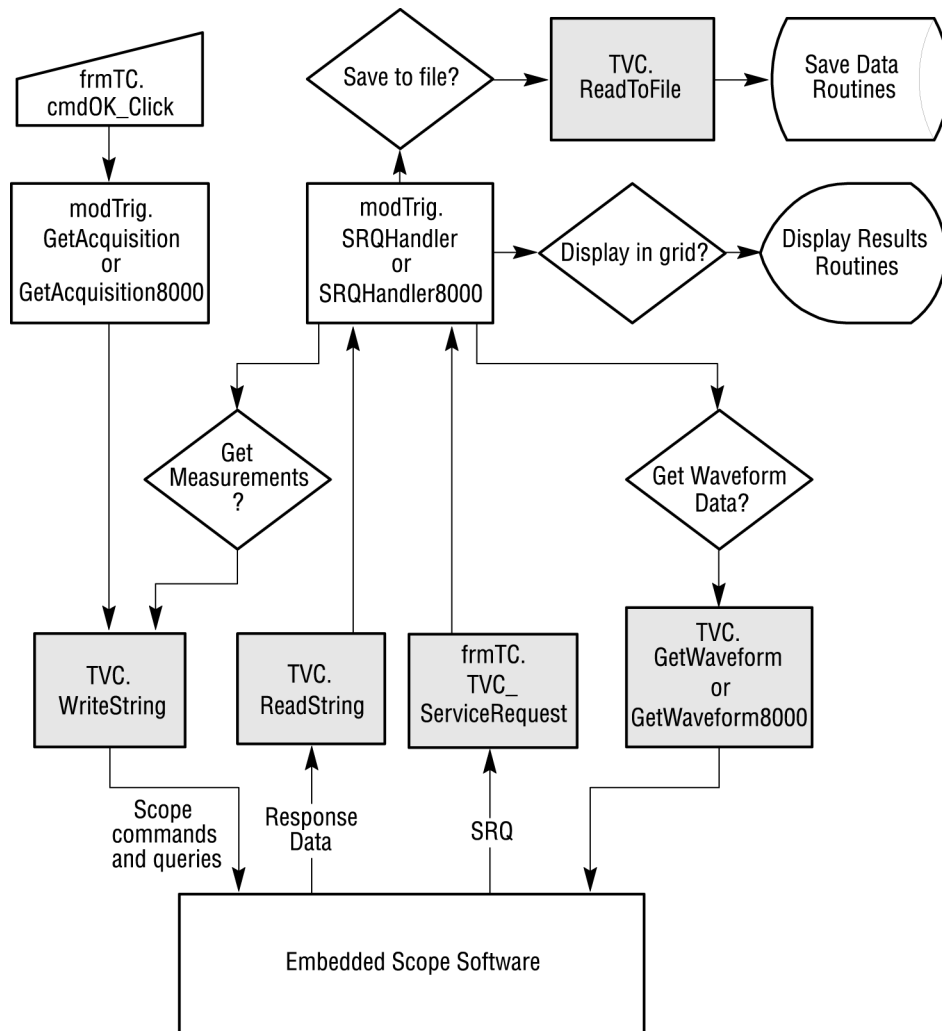 frmTC.
cmdOK_Click
Save to file?
TVC.
ReadToFile
Save Data
Routines
modTrig.
GetAcquisition
or
GetAcquisition8000
modTrig.
SRQHandler
or
SRQHandler8000
Display in grid?
Display Results
Routines
Get
Measurements
?
Get Waveform
Data?
TVC.
WriteString
TVC.
ReadString
frmTC.
TVC_
ServiceRequest
TVC.
GetWaveform
or
GetWaveform8000
Scope
commands
and queries
Response
Data
SRQ
Embedded Scope Software